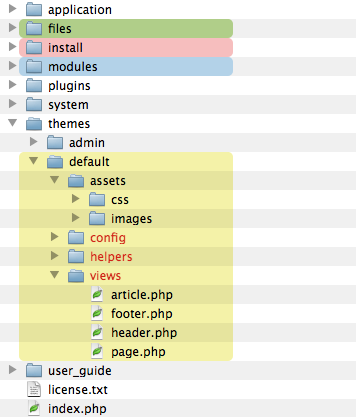 application
files
install
modules
plugins
system
themes
admin
default
assets
css
images
config
helpers
views
article.php
footer.php
header.php
page.php
user_guide
license.txt
index.php